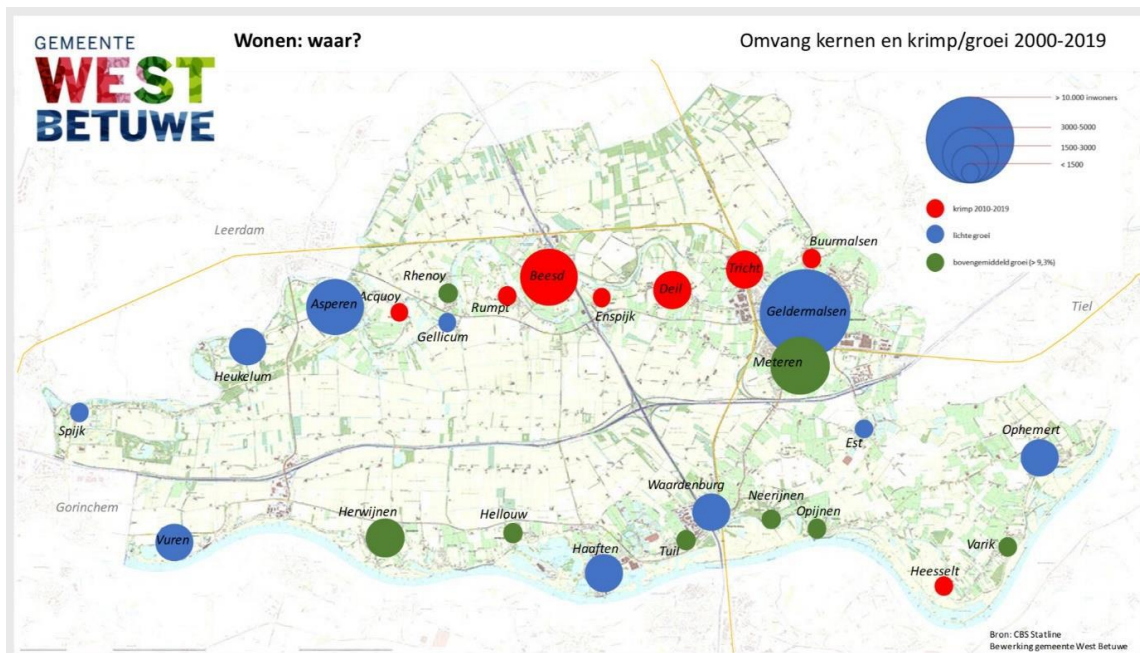 GEMEENTE
WEST
BETUWE
Wonen: waar?
Omvang kernen en krimp/groei 2000-2019
> 10.000 inwoners
3000-5000
1500-3000
< 1500
krimp 2010-2019
lichte groei
bovengemiddeld groei (> 9,3%)
Leerdam
Buurmalsen
Tricht
Rhenoy
Beesd
Deil
Tiel
Asperen
Acquoy
Rumpt
Enspijk
Geldermalsen
Gellicum
Meteren
Heukelum
Spijk
Est
Ophemert
Waardenburg
Neerijnen
Gorinchem
Herwijnen
Hellouw
Opijnen
Vuren
Haaften
Tuil
Varik
Heesselt
Bron: CBS Statline
Bewerking gemeente West Betuwe